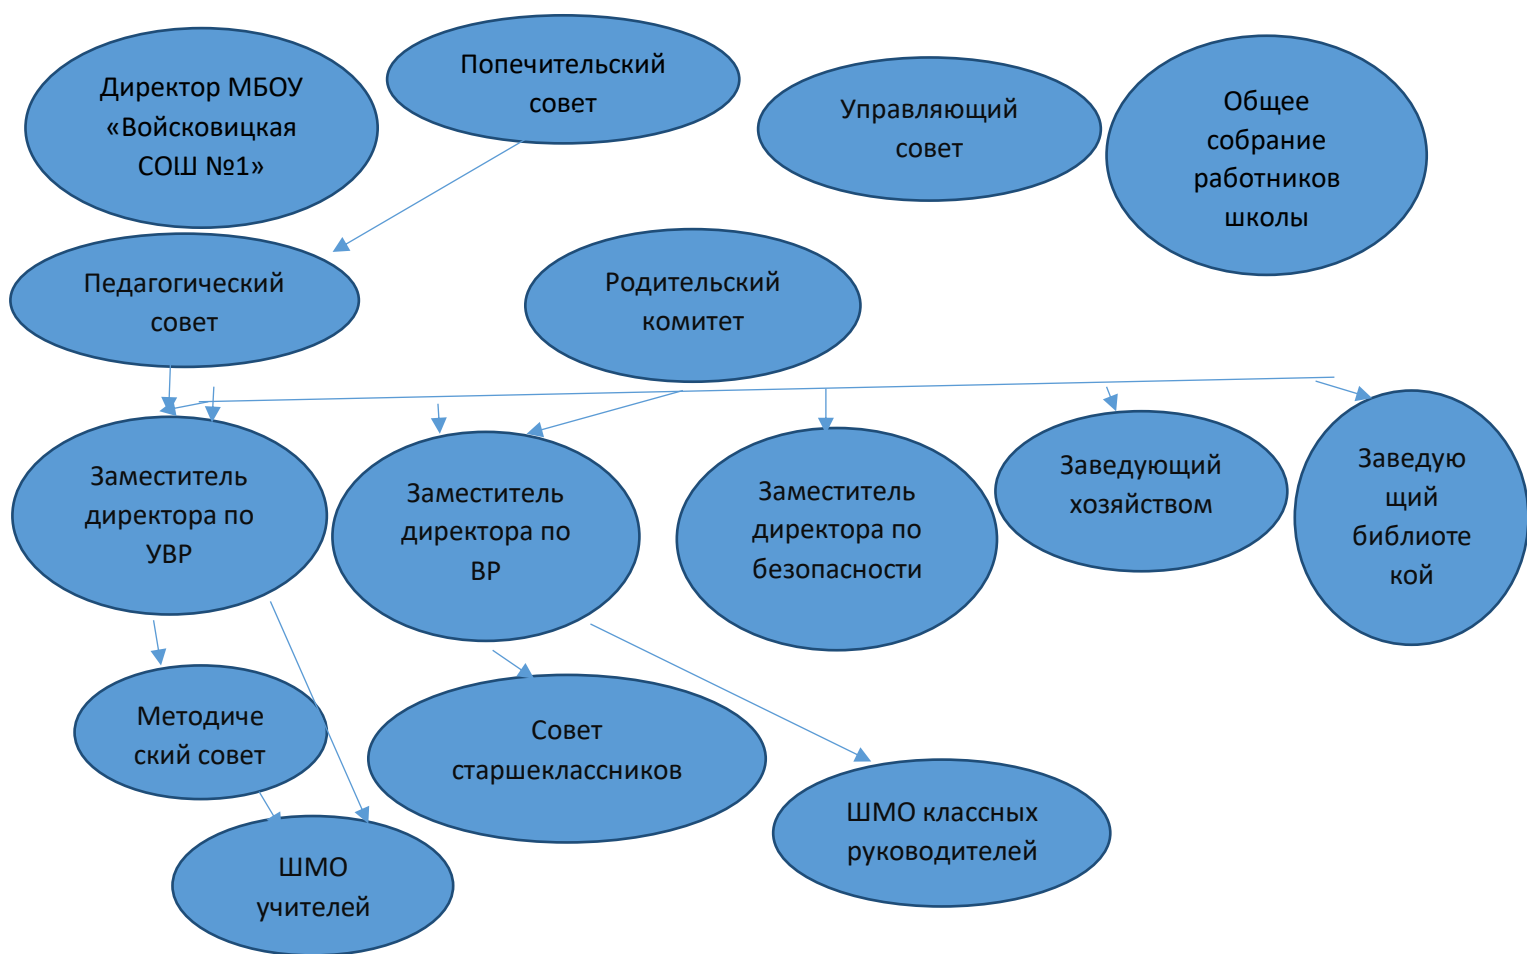 Директор МБОУ
«Войсковицкая
СОШ №1»
Попечительский
совет
Управляющий
совет
Общее
собрание
работников
школы
Педагогический
совет
Родительский
комитет
Заместитель
директора по
УВР
Заместитель
директора по
ВР
Заместитель
директора по
безопасности
Заведующий
хозяйством
Заведую
щий
библиоте
кой
Методиче
ский совет
Совет
старшеклассников
ШМО классных
руководителей
ШМО
учителей